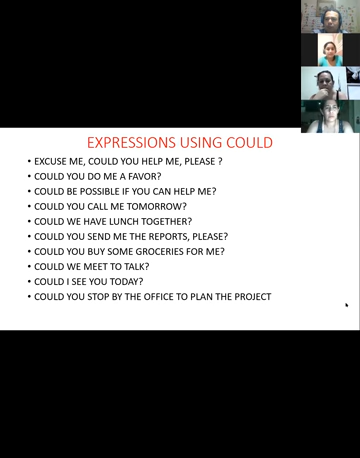 EXPRESSIONS USING COULD
• EXCUSE ME, COULD YOU HELP ME, PLEASE ?
• COULD YOU DO ME A FAVOR?
• COULD BE POSSIBLE IF YOU CAN HELP ME?
• COULD YOU CALL ME TOMORROW?
• COULD WE HAVE LUNCH TOGETHER?
• COULD YOU SEND ME THE REPORTS, PLEASE?
• COULD YOU BUY SOME GROCERIES FOR ME?
• COULD WE MEET TO TALK?
• COULD I SEE YOU TODAY?
• COULD YOU STOP BY THE OFFICE TO PLAN THE PROJECT